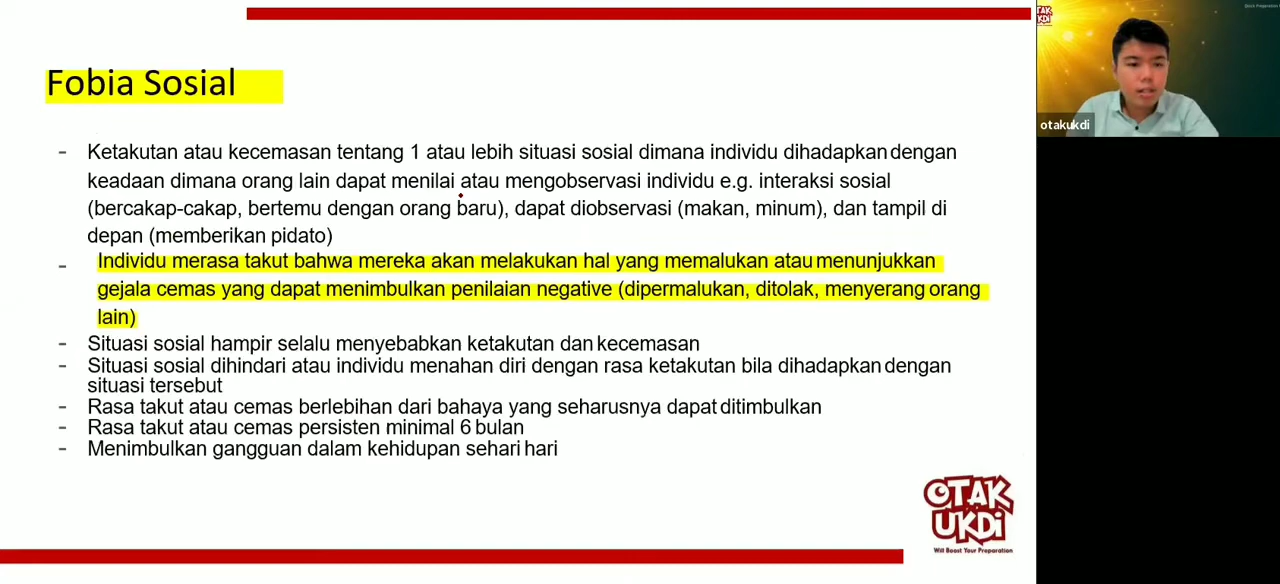 Fobia Sosial
- Ketakutan atau kecemasan tentang 1 atau lebih situasi sosial dimana individu dihadapkan dengan
keadaan dimana orang lain dapat menilai atau mengobservasi individu e.g. interaksi sosial
(bercakap-cakap, bertemu dengan orang baru), dapat diobservasi (makan, minum), dan tampil di
depan (memberikan pidato)
- Individu merasa takut bahwa mereka akan melakukan hal yang memalukan atau menunjukkan
gejala cemas yang dapat menimbulkan penilaian negative (dipermalukan, ditolak, menyerang orang
lain)
- Situasi sosial hampir selalu menyebabkan ketakutan dan kecemasan
- Situasi sosial dihindari atau individu menahan diri dengan rasa ketakutan bila dihadapkan dengan
situasi tersebut
- Rasa takut atau cemas berlebihan dari bahaya yang seharusnya dapat ditimbulkan
- Rasa takut atau cemas persisten minimal 6 bulan
- Menimbulkan gangguan dalam kehidupan sehari hari
OTAK
UKDi
Will Boost Your Preparation
OTAK
UKDi
otakukdi